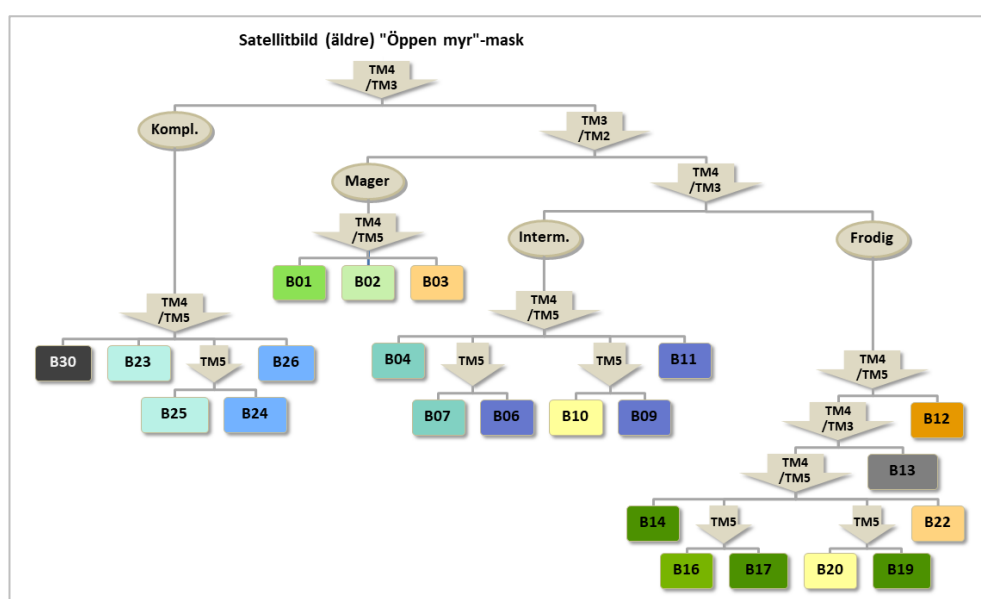 Satellitbild (äldre) "Öppen myr"-mask
TM4
/TM3
Kompl.
TM3
/TM2
Mager
TM4
/TM3
TM4
/TM5
Interm.
Frodig
B01
B02
B03
TM4
/TM5
TM4
/TM5
B30
B23
TM5
B26
B04
TM5
TM5
B11
TM4
/TM5
B25
B24
B07
B06
B10
B09
TM4
/TM3
B12
TM4
/TM5
B13
B14
TM5
TM5
B22
B16
B17
B20
B19